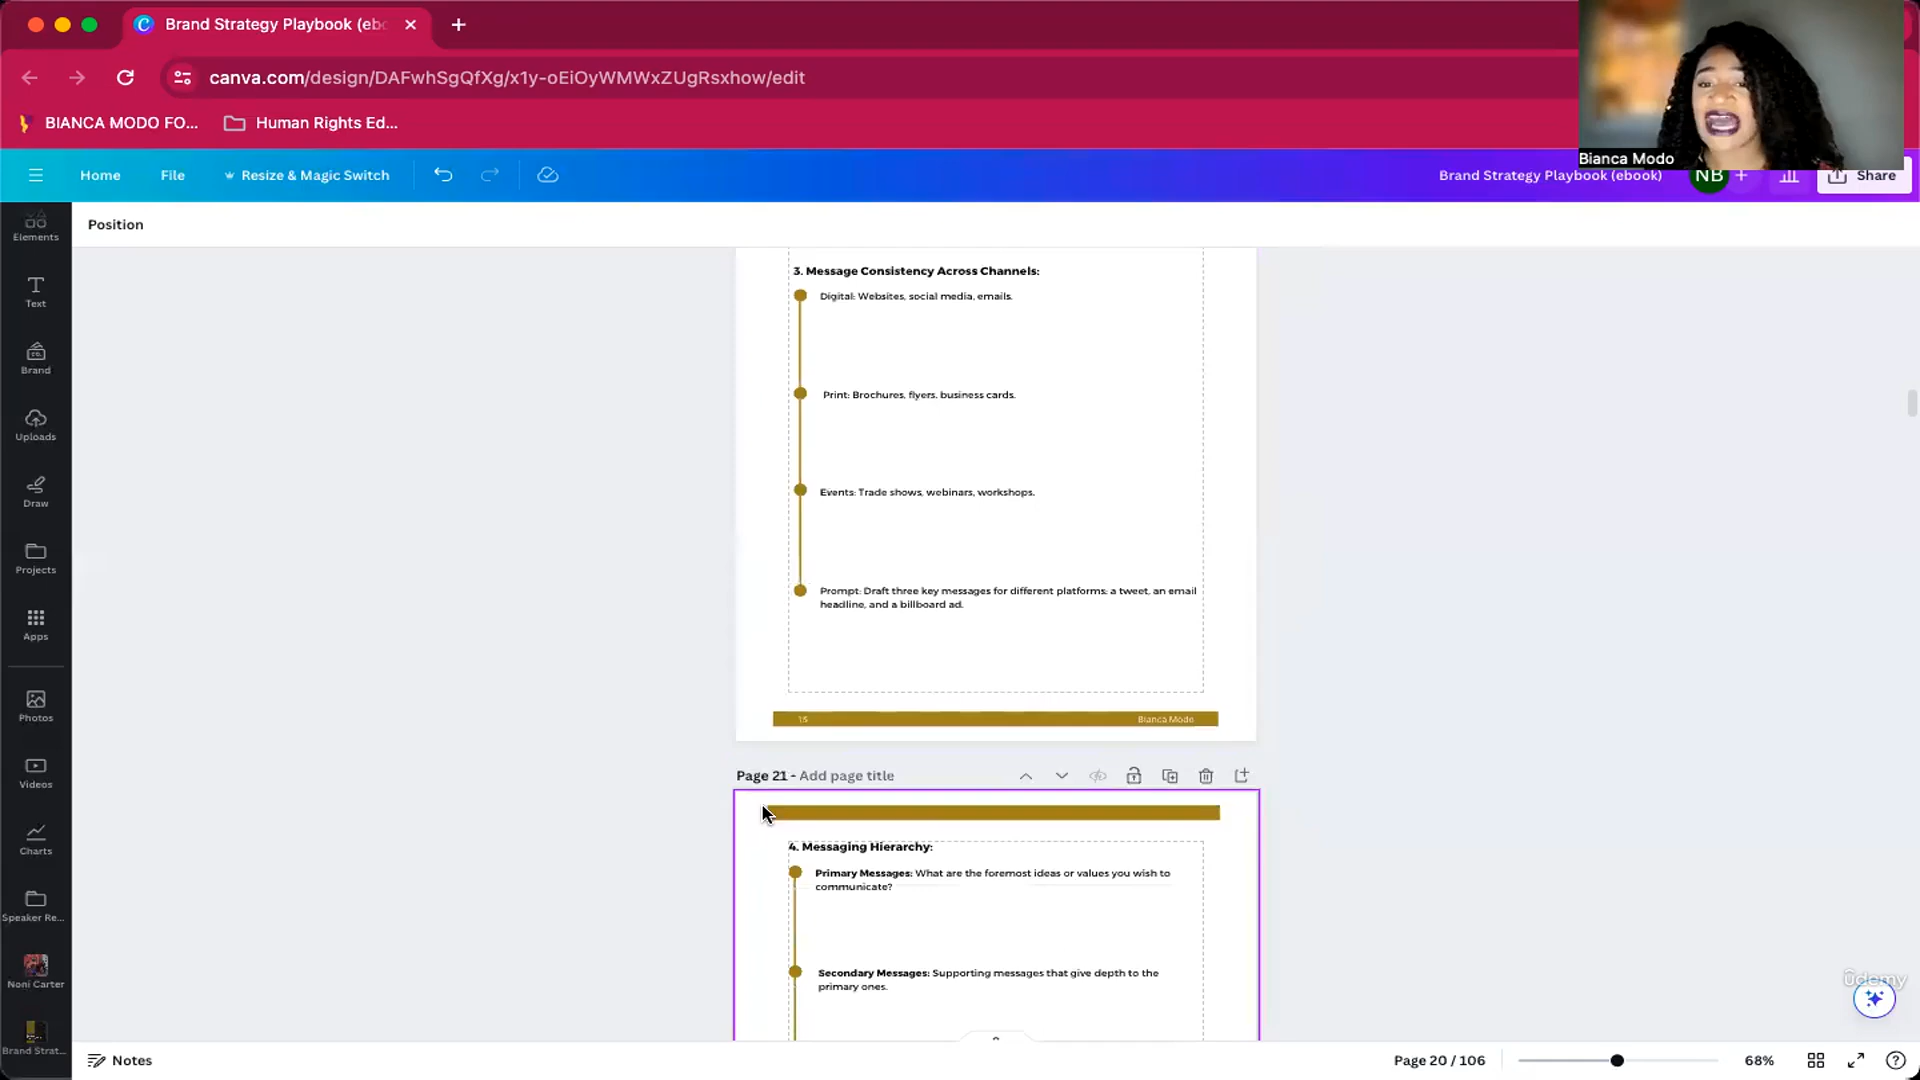 Brand Strategy Playbook (eb
canva.com/design/DAFwhSgQfXg/x1y-oEiOyWMWxZUgRsxhow/edit
BIANCA MODO FO...
Human Rights Ed...
Bianca Modo
Home
File
Resize & Magic Switch
Brand Strategy Playbook (ebook)
NB
Share
Elements
Position
Text
Brand
Uploads
Draw
Projects
Apps
Photos
Videos
Charts
Speaker Re...
Noni Carter
Brand Strat...
3. Message Consistency Across Channels:
Digital: Websites, social media, emails.
Print: Brochures, flyers, business cards.
Events: Trade shows, webinars, workshops.
Prompt: Draft three key messages for different platforms: a tweet, an email
headline, and a billboard ad.
15
Bianca Modo
Page 21 - Add page title
4. Messaging Hierarchy:
Primary Messages: What are the foremost ideas or values you wish to
communicate?
Secondary Messages: Supporting messages that give depth to the
primary ones.
ûdemy
Notes
Page 20 / 106
68%